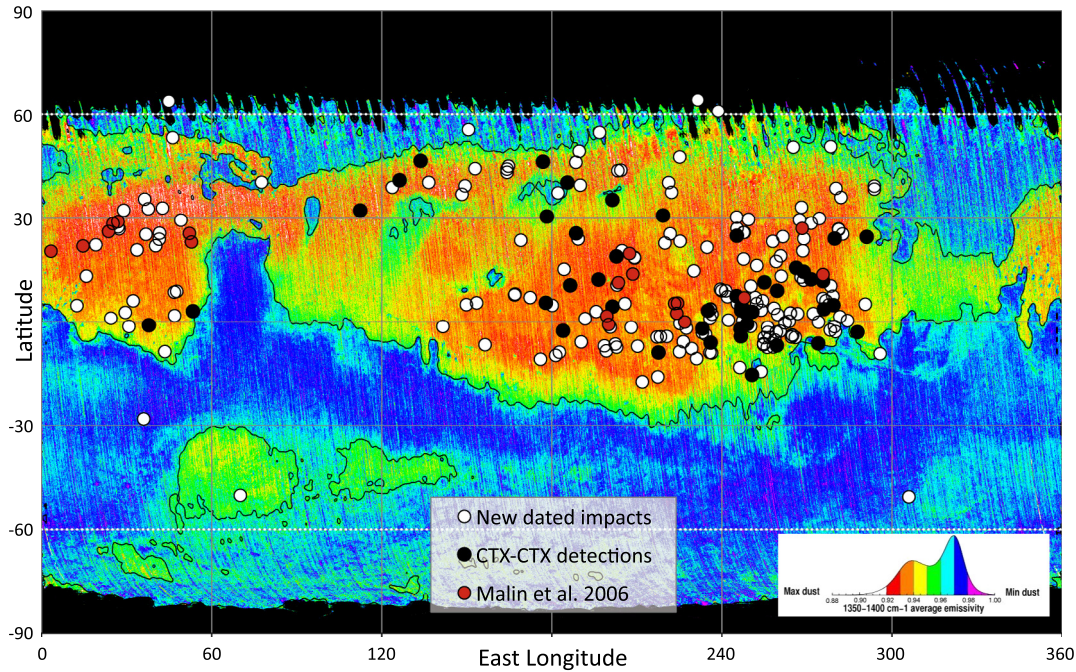 90
60
30
-30
-60
-90
Latitude
0
60
120
240
300
360
East Longitude
New dated impacts
CTX-CTX detections
Malin et al. 2006
Max dust
Min dust
0.88
0.90
0.92
0.94
0.96
0.98
1.00
1350-1400 cm-1 average emissivity